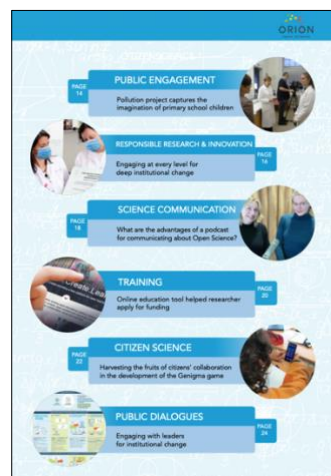 ORION
PUBLIC ENGAGEMENT
PAGE
14
Pollution project captures the
imagination of primary school children
RESPONSIBLE RESEARCH & INNOVATION
PAGE
16
Engaging at every level for
deep institutional change
SCIENCE COMMUNICATION
PAGE
18
What are the advantages of a podcast
for communicating about Open Science?
TRAINING
PAGE
20
Online education tool helped researcher
apply for funding
CITIZEN SCIENCE
PAGE
22
Harvesting the fruits of citizens' collaboration
in the development of the Genigma game
PUBLIC DIALOGUES
PAGE
24
Engaging with leaders
for institutional change